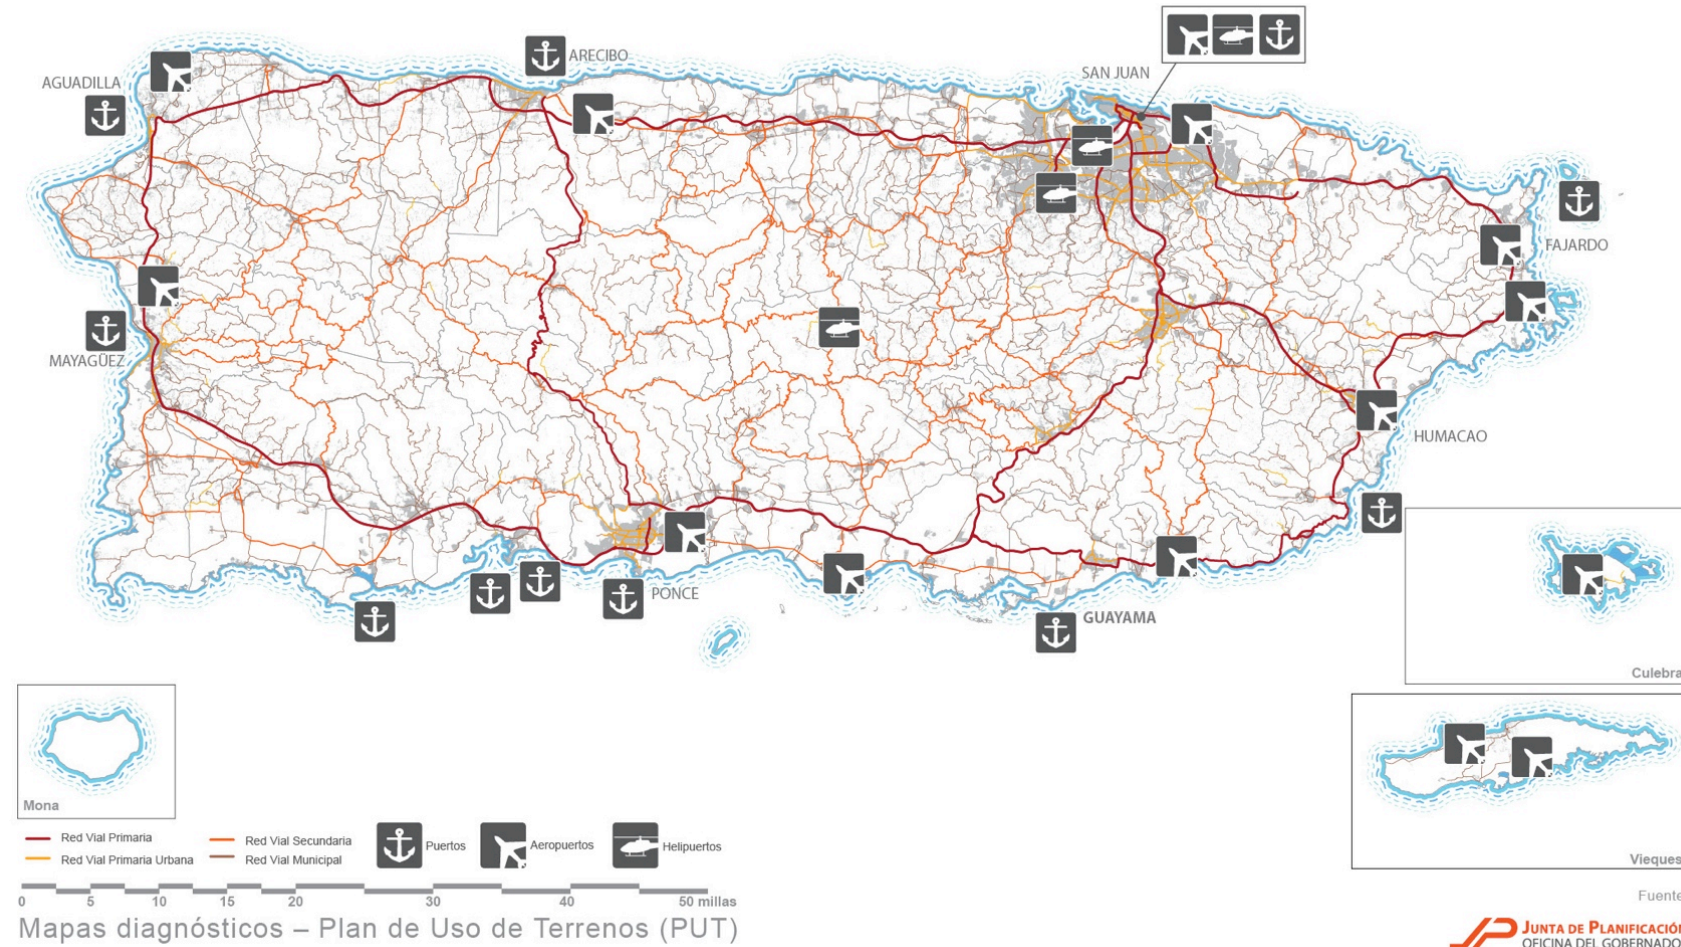 ARECIBO
AGUADILLA
SAN JUAN
FAJARDO
MAYAGÜEZ
HUMACAO
PONCE
GUAYAMA
Culebra
Mona
Vieques
Red Vial Primaria
Red Vial Secundaria
Puertos
Aeropuertos
Helipuertos
Red Vial Primaria Urbana
Red Vial Municipal
0 5 10 15 20 30 40 50 millas
Fuente
Mapas diagnósticos – Plan de Uso de Terrenos (PUT)
JUNTA DE PLANIFICACIÓN
OFICINA DEL GOBERNADO